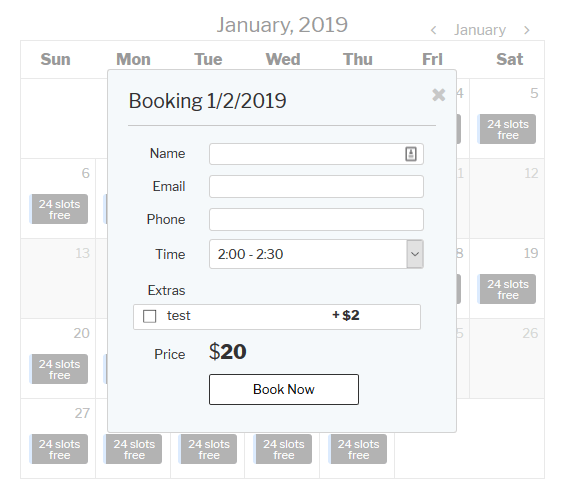 January, 2019
January
Sun Mon Tue Wed Thu Fri Sat
4 5
24 slots
free
Booking 1/2/2019
Name
Email
Phone
Time 2:00 - 2:30
Extras
test +$2
Price $20
Book Now
6 1 12
24 slots
free
13 8 19
24 slots
free
20 5 26
24 slots
free
27
24 slots 24 slots 24 slots 24 slots 24 slots
free free free free free